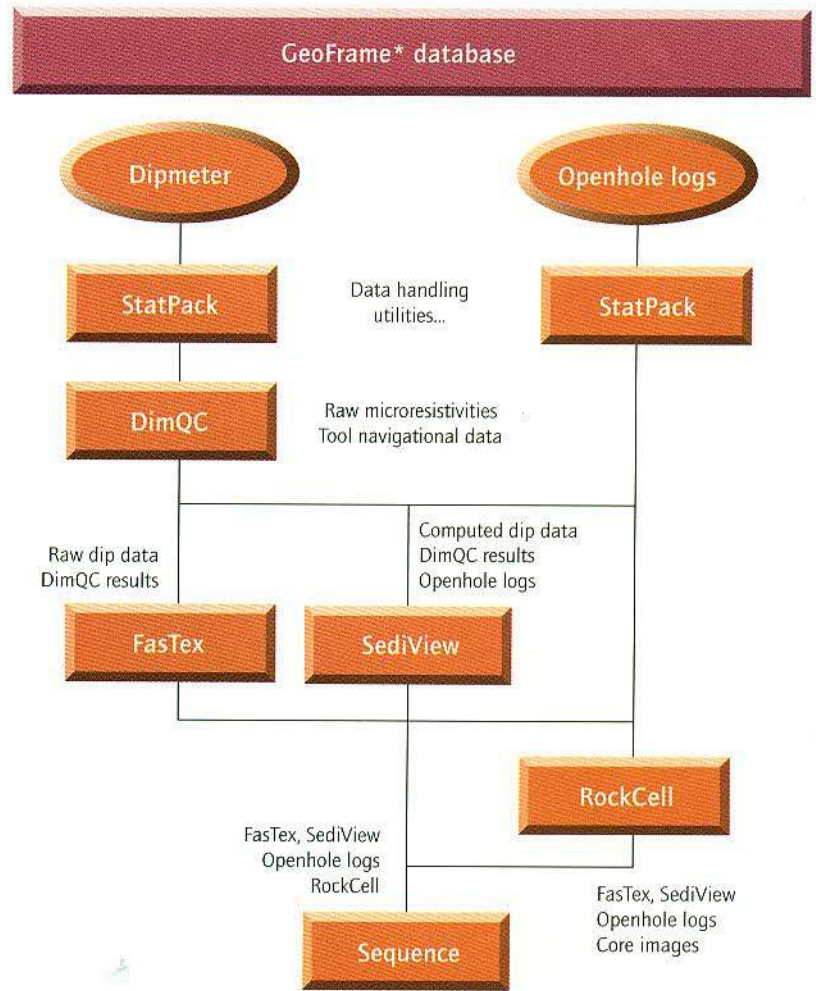 GeoFrame* database
Dipmeter
Openhole logs
StatPack
Data handling
utilities...
StatPack
DimQC
Raw microresistivities
Tool navigational data
Raw dip data
DimQC results
Computed dip data
DimQC results
Openhole logs
FasTex
SediView
RockCell
FasTex, SediView
Openhole logs
RockCell
FasTex, SediView
Openhole logs
Core images
Sequence